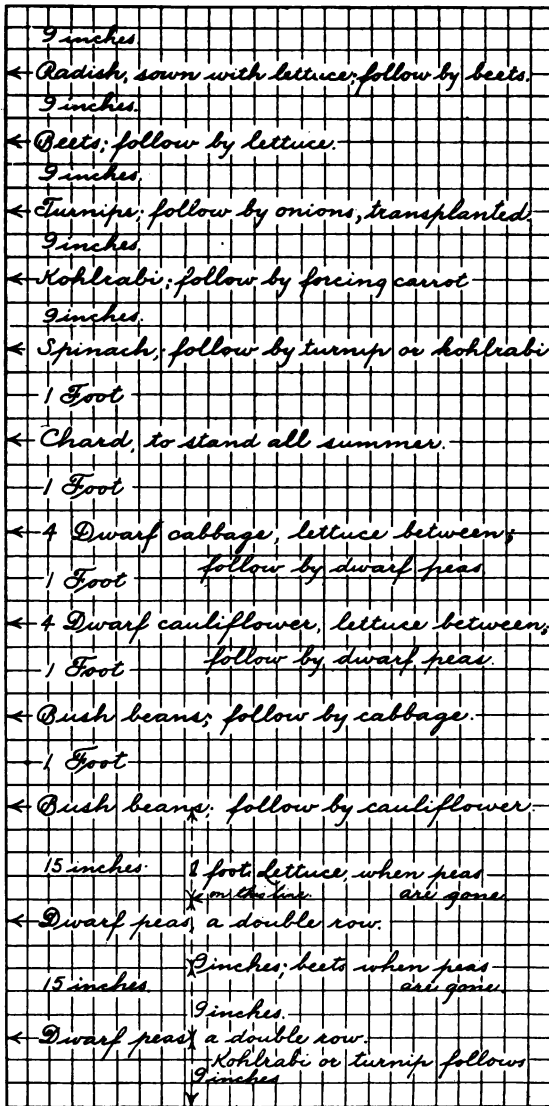 9 inches.
Radish, sown with lettuce; follow by beets.
9 inches.
Beets; follow by lettuce.
9 inches.
Turnips; follow by onions, transplanted.
9 inches.
Kohlrabi; follow by forcing carrot
9 inches.
Spinach; follow by turnip or kohlrabi
1 Foot
Chard, to stand all summer.
1 Foot
4 Dwarf cabbage, lettuce between;
follow by dwarf peas
1 Foot
4 Dwarf cauliflower, lettuce between;
follow by dwarf peas.
1 Foot
Bush beans; follow by cabbage.
1 Foot
Bush beans; follow by cauliflower.
15 inches.
1 foot. Lettuce, when peas
on this line. are gone
Dwarf peas, a double row.
9 inches; beets when peas
15 inches. are gone.
9 inches.
Dwarf peas, a double row.
Kohlrabi or turnip follows
9 inches